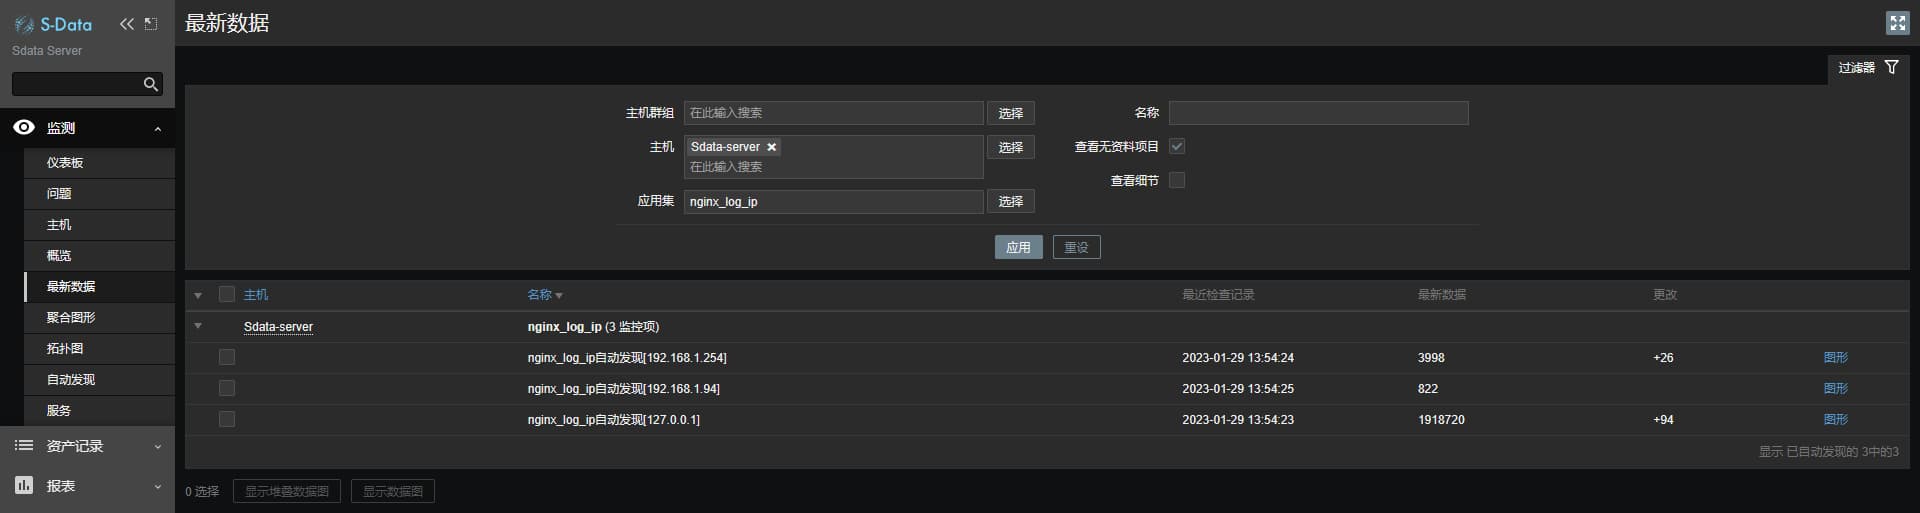 S-Data
Sdata Server
监测
仪表板
问题
主机
概览
最新数据
聚合图形
拓扑图
自动发现
服务
资产记录
报表
最新数据
过滤器
主机群组 在此输入搜索 选择 名称
主机 Sdata-server 选择 查看无资料项目
在此输入搜索
查看细节
应用集 nginx_log_ip 选择
应用 重设
主机 名称 最近检查记录 最新数据 更改
Sdata-server nginx_log_ip (3 监控项)
nginx_log_ip自动发现[192.168.1.254] 2023-01-29 13:54:24 3998 +26 图形
nginx_log_ip自动发现[192.168.1.94] 2023-01-29 13:54:25 822 图形
nginx_log_ip自动发现[127.0.0.1] 2023-01-29 13:54:23 1918720 +94 图形
显示 已自动发现的 3中的3
0 选择 显示堆叠数据图 显示数据图